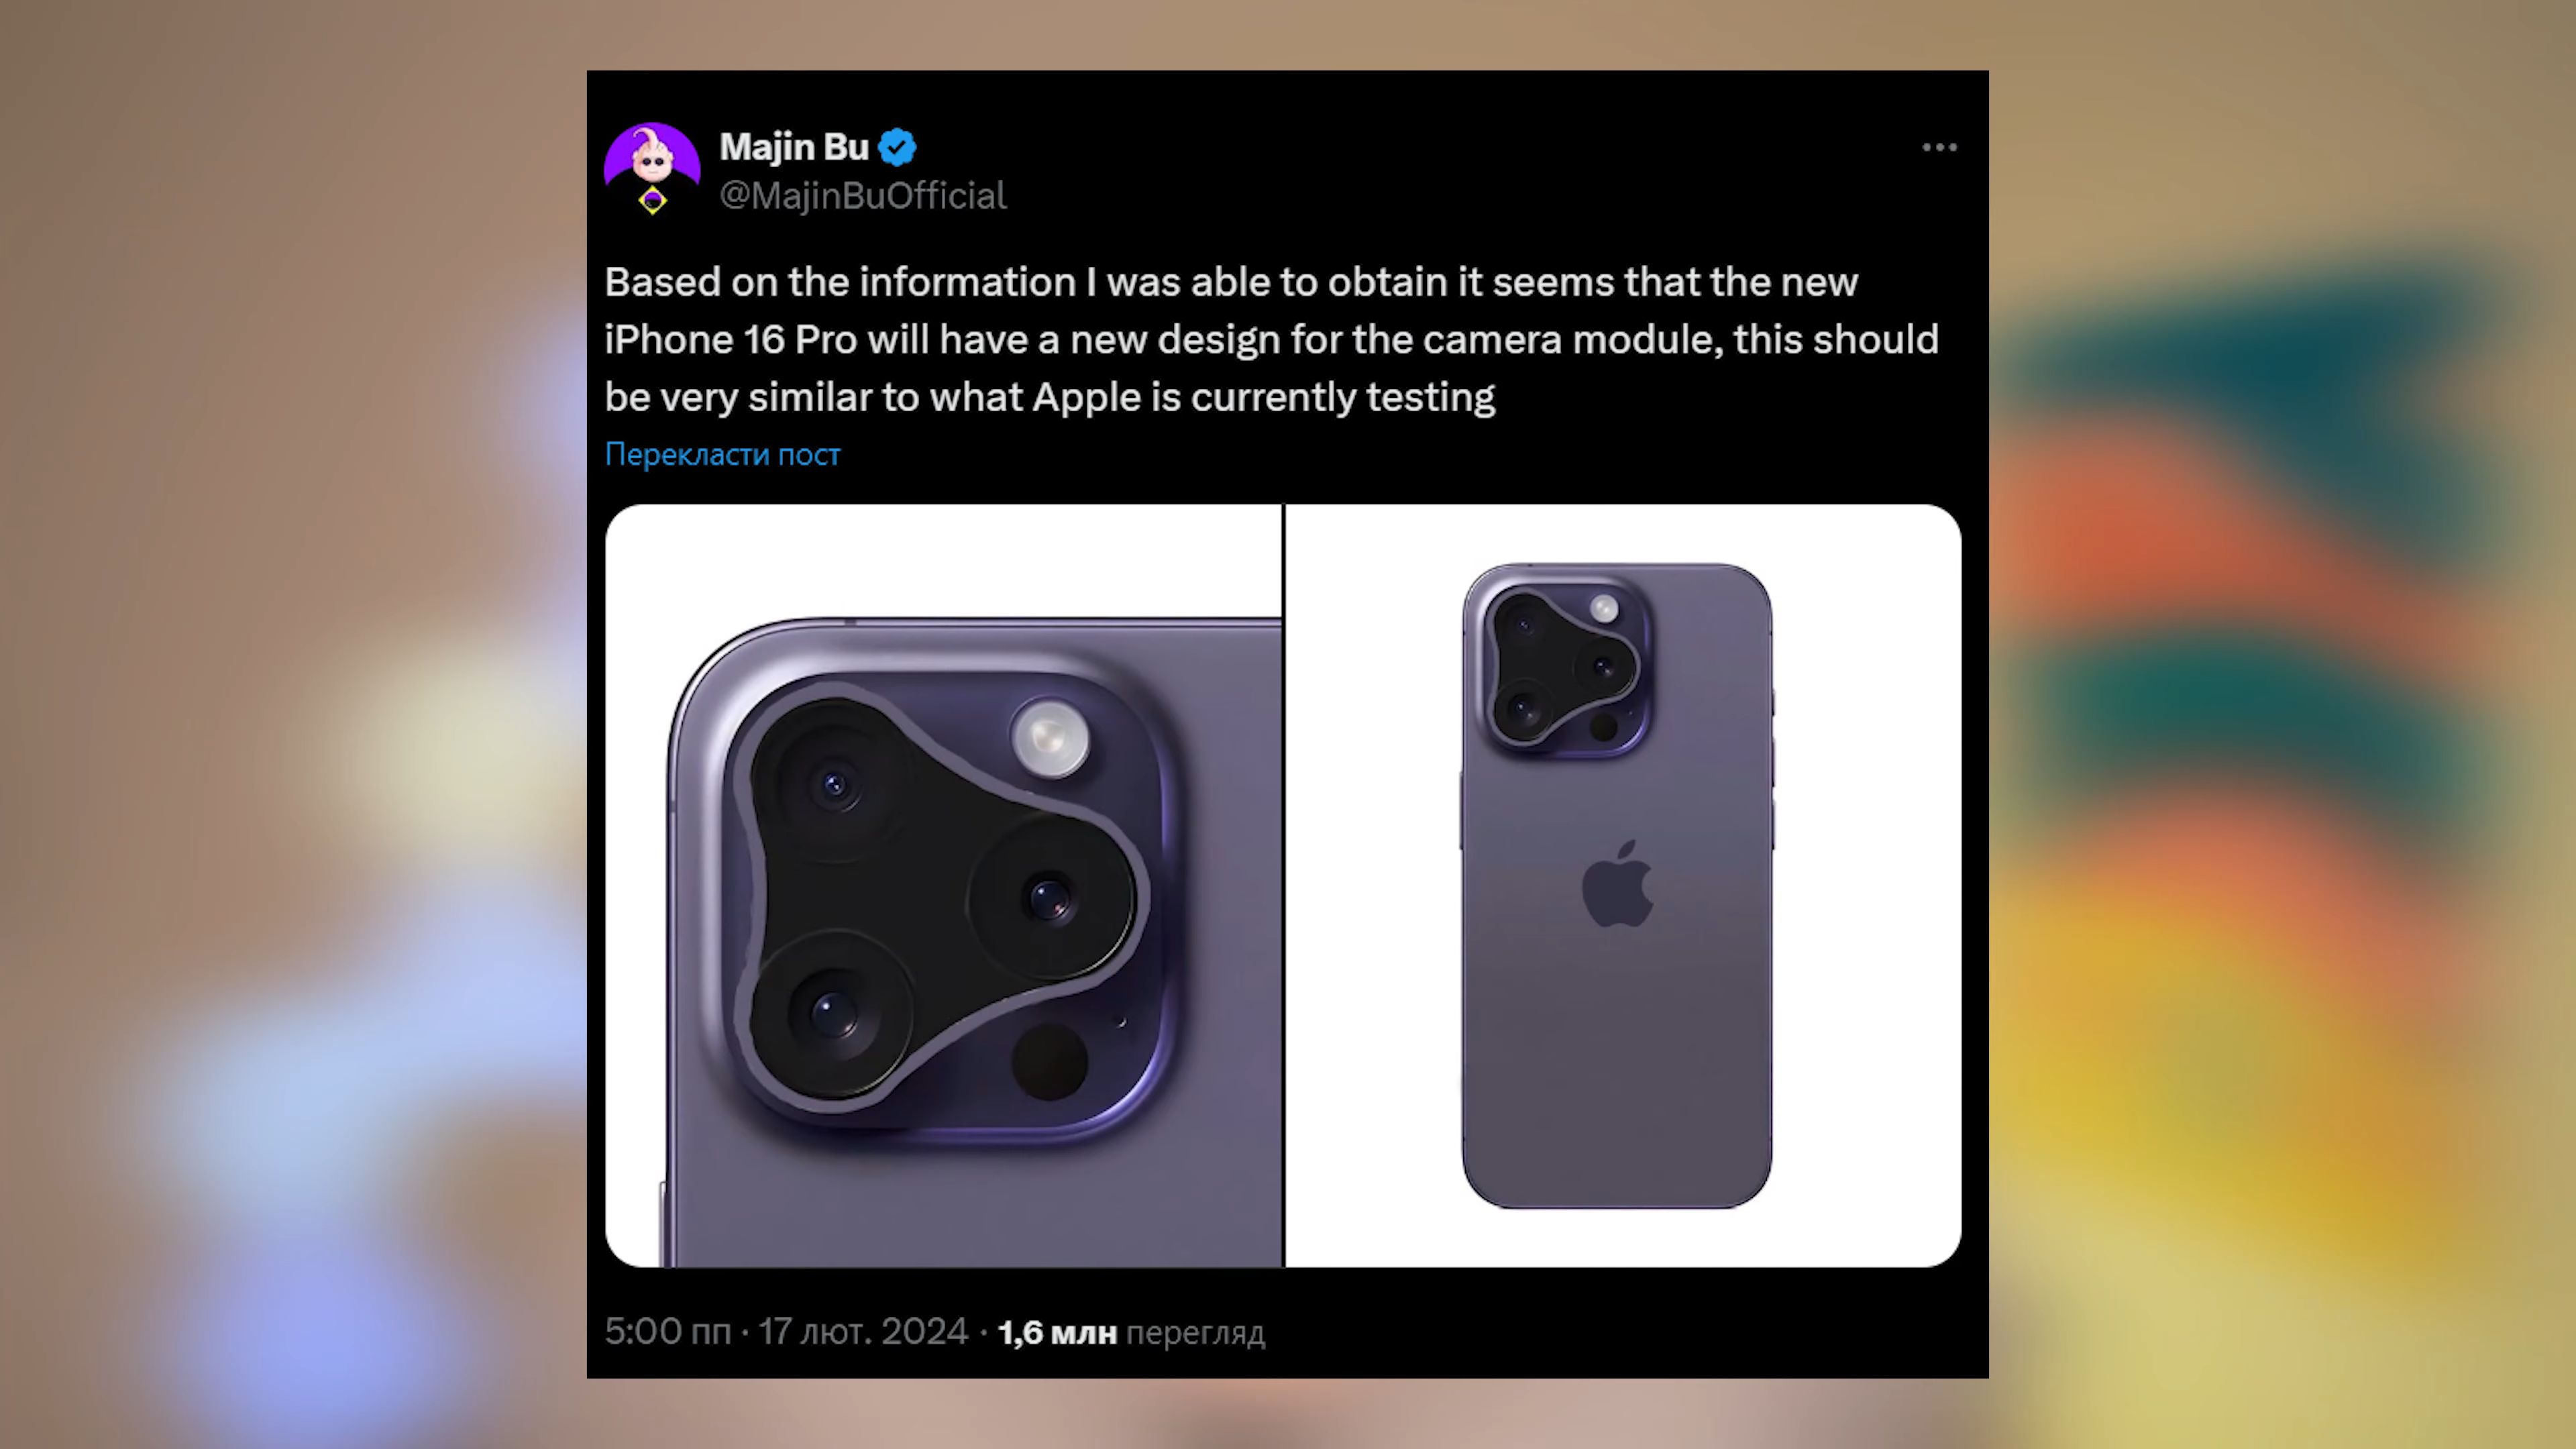 Majin Bu
@MajinBuOfficial
Based on the information I was able to obtain it seems that the new
iPhone 16 Pro will have a new design for the camera module, this should
be very similar to what Apple is currently testing
Перекласти пост
5:00 пп · 17 лют. 2024 · 1,6 млн перегляд